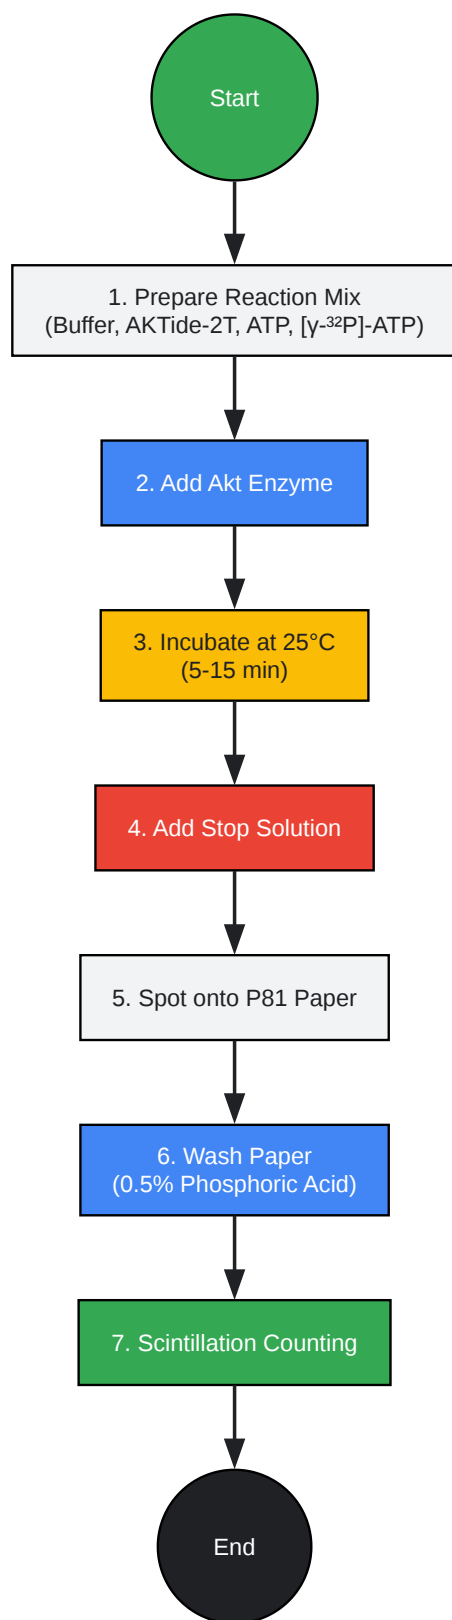 Start
1. Prepare Reaction Mix
(Buffer, AKTide-2T, ATP, [γ-³²P]-ATP)
2. Add Akt Enzyme
3. Incubate at 25°C
(5-15 min)
4. Add Stop Solution
5. Spot onto P81 Paper
6. Wash Paper
(0.5% Phosphoric Acid)
7. Scintillation Counting
End